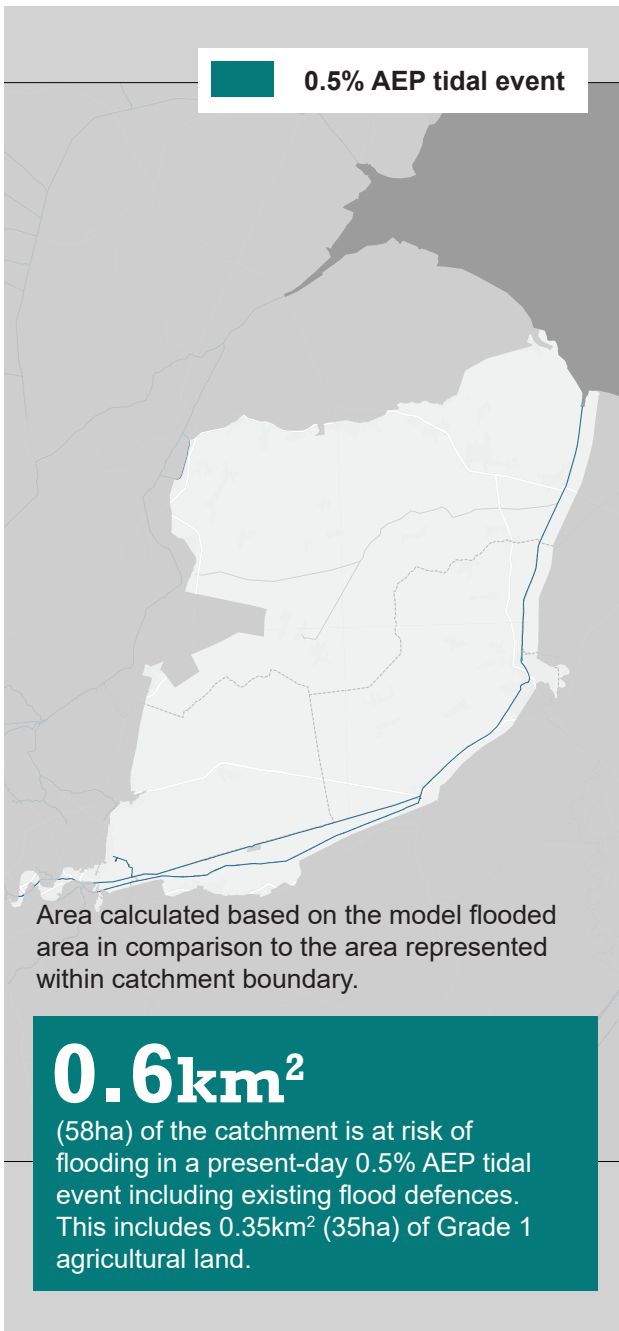 0.5% AEP tidal event
Area calculated based on the model flooded
area in comparison to the area represented
within catchment boundary.
0.6km²
(58ha) of the catchment is at risk of
flooding in a present-day 0.5% AEP tidal
event including existing flood defences.
This includes 0.35km² (35ha) of Grade 1
agricultural land.